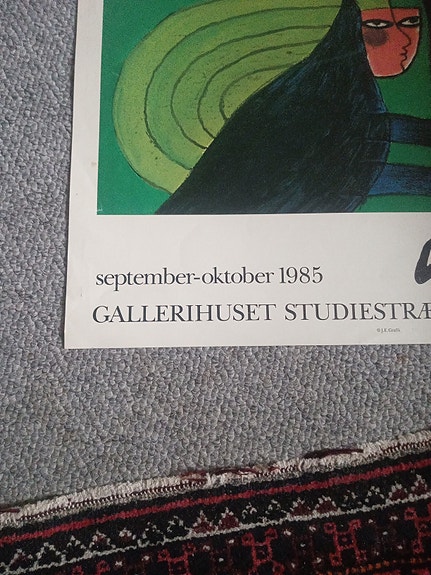 september-oktober 1985
GALLERIHUSET STUDIESTRÆ